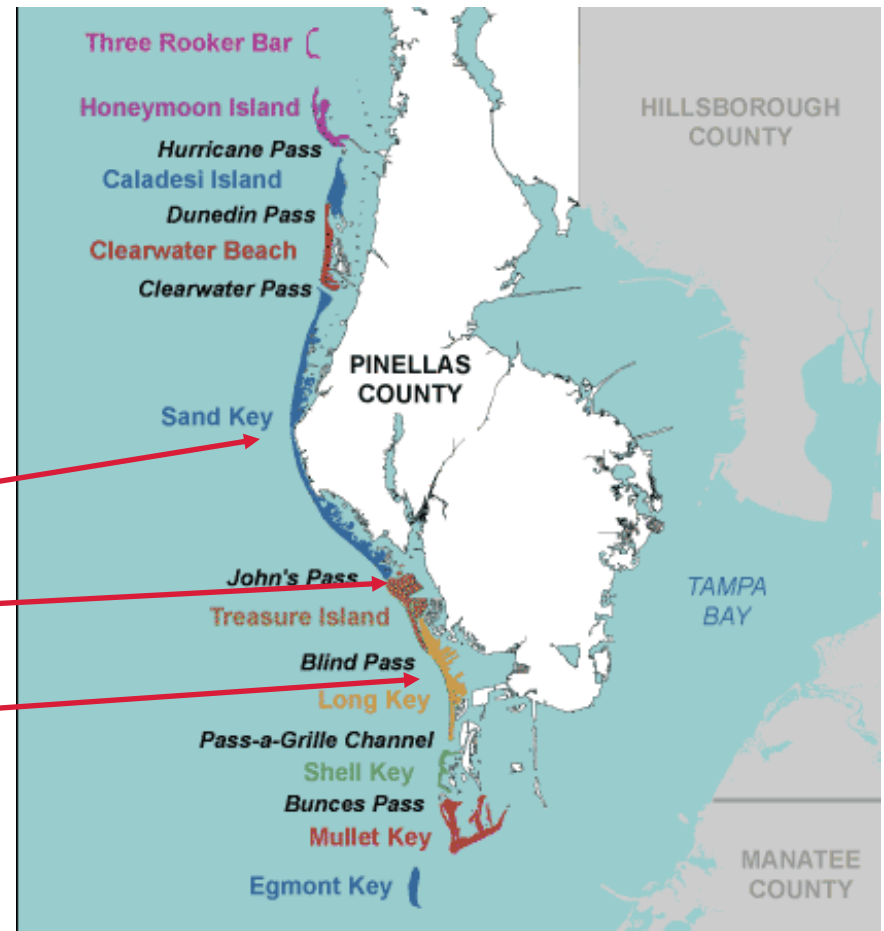 Three Rooker Bar
Honeymoon Island
HILLSBOROUGH
COUNTY
Hurricane Pass
Caladesi Island
Dunedin Pass
Clearwater Beach
Clearwater Pass
PINELLAS
COUNTY
Sand Key
John's Pass
TAMPA
BAY
Treasure Island
Blind Pass
Long Key
Pass-a-Grille Channel
Shell Key
Bunces Pass
Mullet Key
MANATEE
COUNTY
Egmont Key